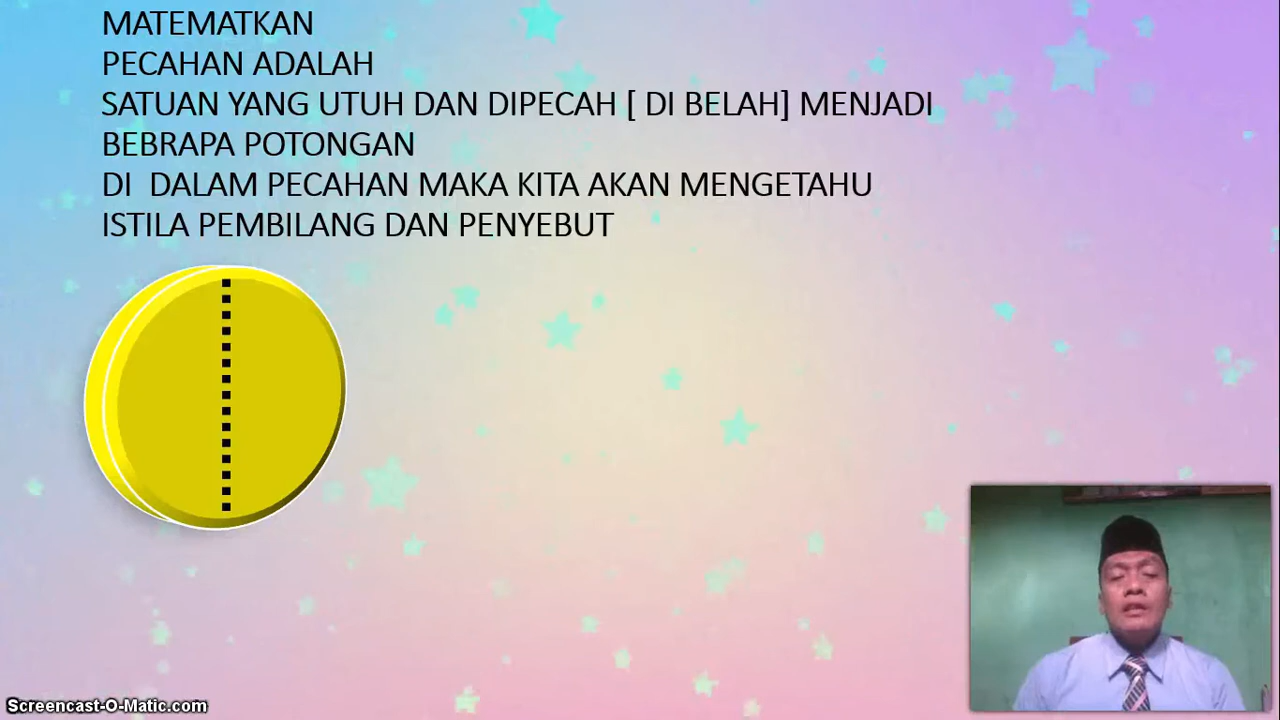 MATEMATKAN
PECAHAN ADALAH
SATUAN YANG UTUH DAN DIPECAH [ DI BELAH] MENJADI
BEBRAPA POTONGAN
DI  DALAM PECAHAN MAKA KITA AKAN MENGETAHU
ISTILA PEMBILANG DAN PENYEBUT
Screencast-O-Matic.com